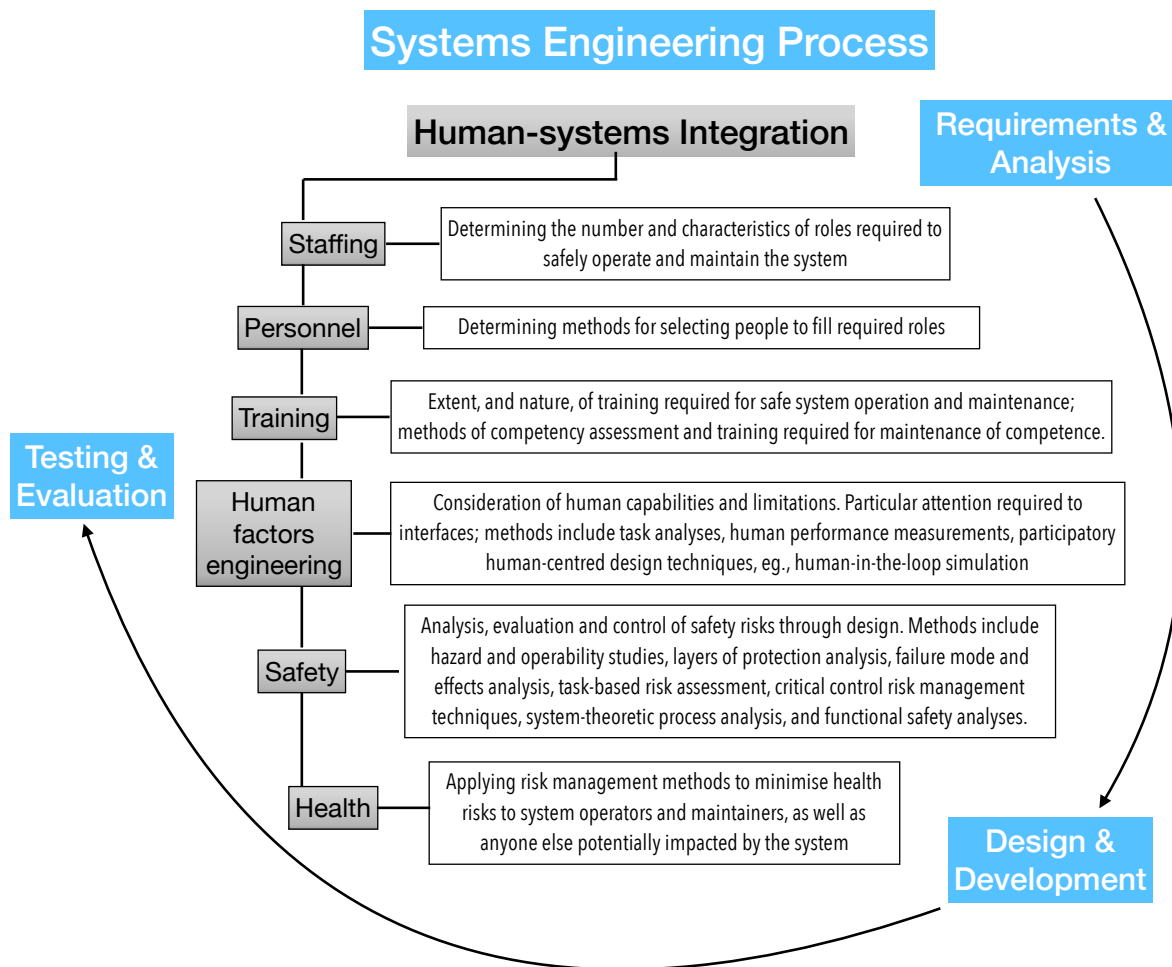 Systems Engineering Process
Human-systems Integration
Requirements &
Analysis
Staffing
Determining the number and characteristics of roles required to
safely operate and maintain the system
Personnel
Determining methods for selecting people to fill required roles
Training
Extent, and nature, of training required for safe system operation and maintenance;
methods of competency assessment and training required for maintenance of competence.
Testing &
Evaluation
Human
factors
engineering
Consideration of human capabilities and limitations. Particular attention required to
interfaces; methods include task analyses, human performance measurements, participatory
human-centred design techniques, eg., human-in-the-loop simulation
Safety
Analysis, evaluation and control of safety risks through design. Methods include
hazard and operability studies, layers of protection analysis, failure mode and
effects analysis, task-based risk assessment, critical control risk management
techniques, system-theoretic process analysis, and functional safety analyses.
Health
Applying risk management methods to minimise health
risks to system operators and maintainers, as well as
anyone else potentially impacted by the system
Design &
Development